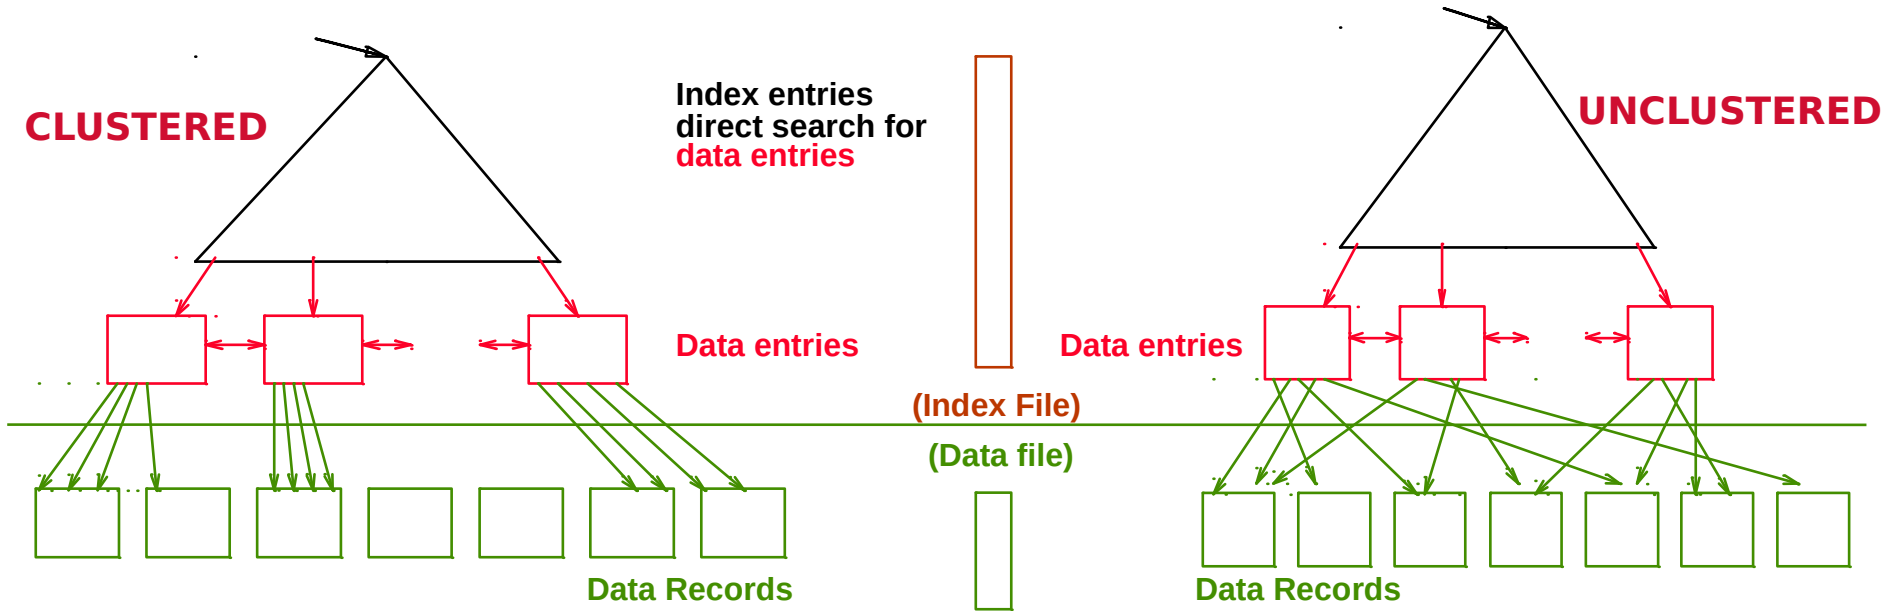 CLUSTERED
Index entries
direct search for
data entries
UNCLUSTERED
Data entries
Data entries
(Index File)
(Data file)
Data Records
Data Records